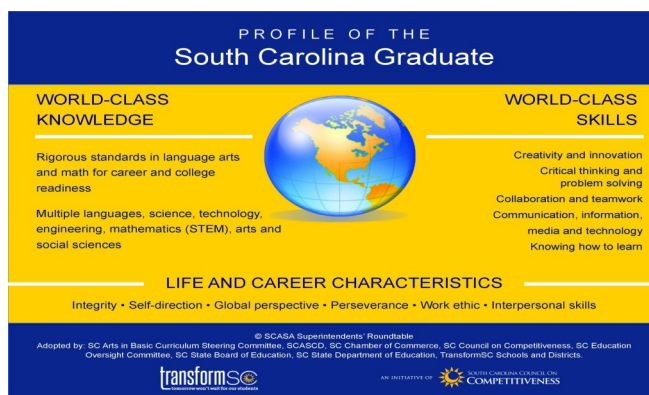 PROFILE OF THE
South Carolina Graduate
WORLD-CLASS
KNOWLEDGE
Rigorous standards in language arts
and math for career and college
readiness
Multiple languages, science, technology,
engineering, mathematics (STEM), arts and
social sciences
WORLD-CLASS
SKILLS
Creativity and innovation
Critical thinking and
problem solving
Collaboration and teamwork
Communication, information,
media and technology
Knowing how to learn
LIFE AND CAREER CHARACTERISTICS
Integrity • Self-direction • Global perspective • Perseverance • Work ethic • Interpersonal skills
© SCASA Superintendents' Roundtable
Adopted by: SC Arts in Basic Curriculum Steering Committee, SCASCD, SC Chamber of Commerce, SC Council on Competitiveness, SC Education
Oversight Committee, SC State Board of Education, SC State Department of Education, TransformSC Schools and Districts.
transformSC
tomorrow won't wait for our students
AN INITIATIVE OF
SOUTH CAROLINA COUNCIL ON
COMPETITIVENESS